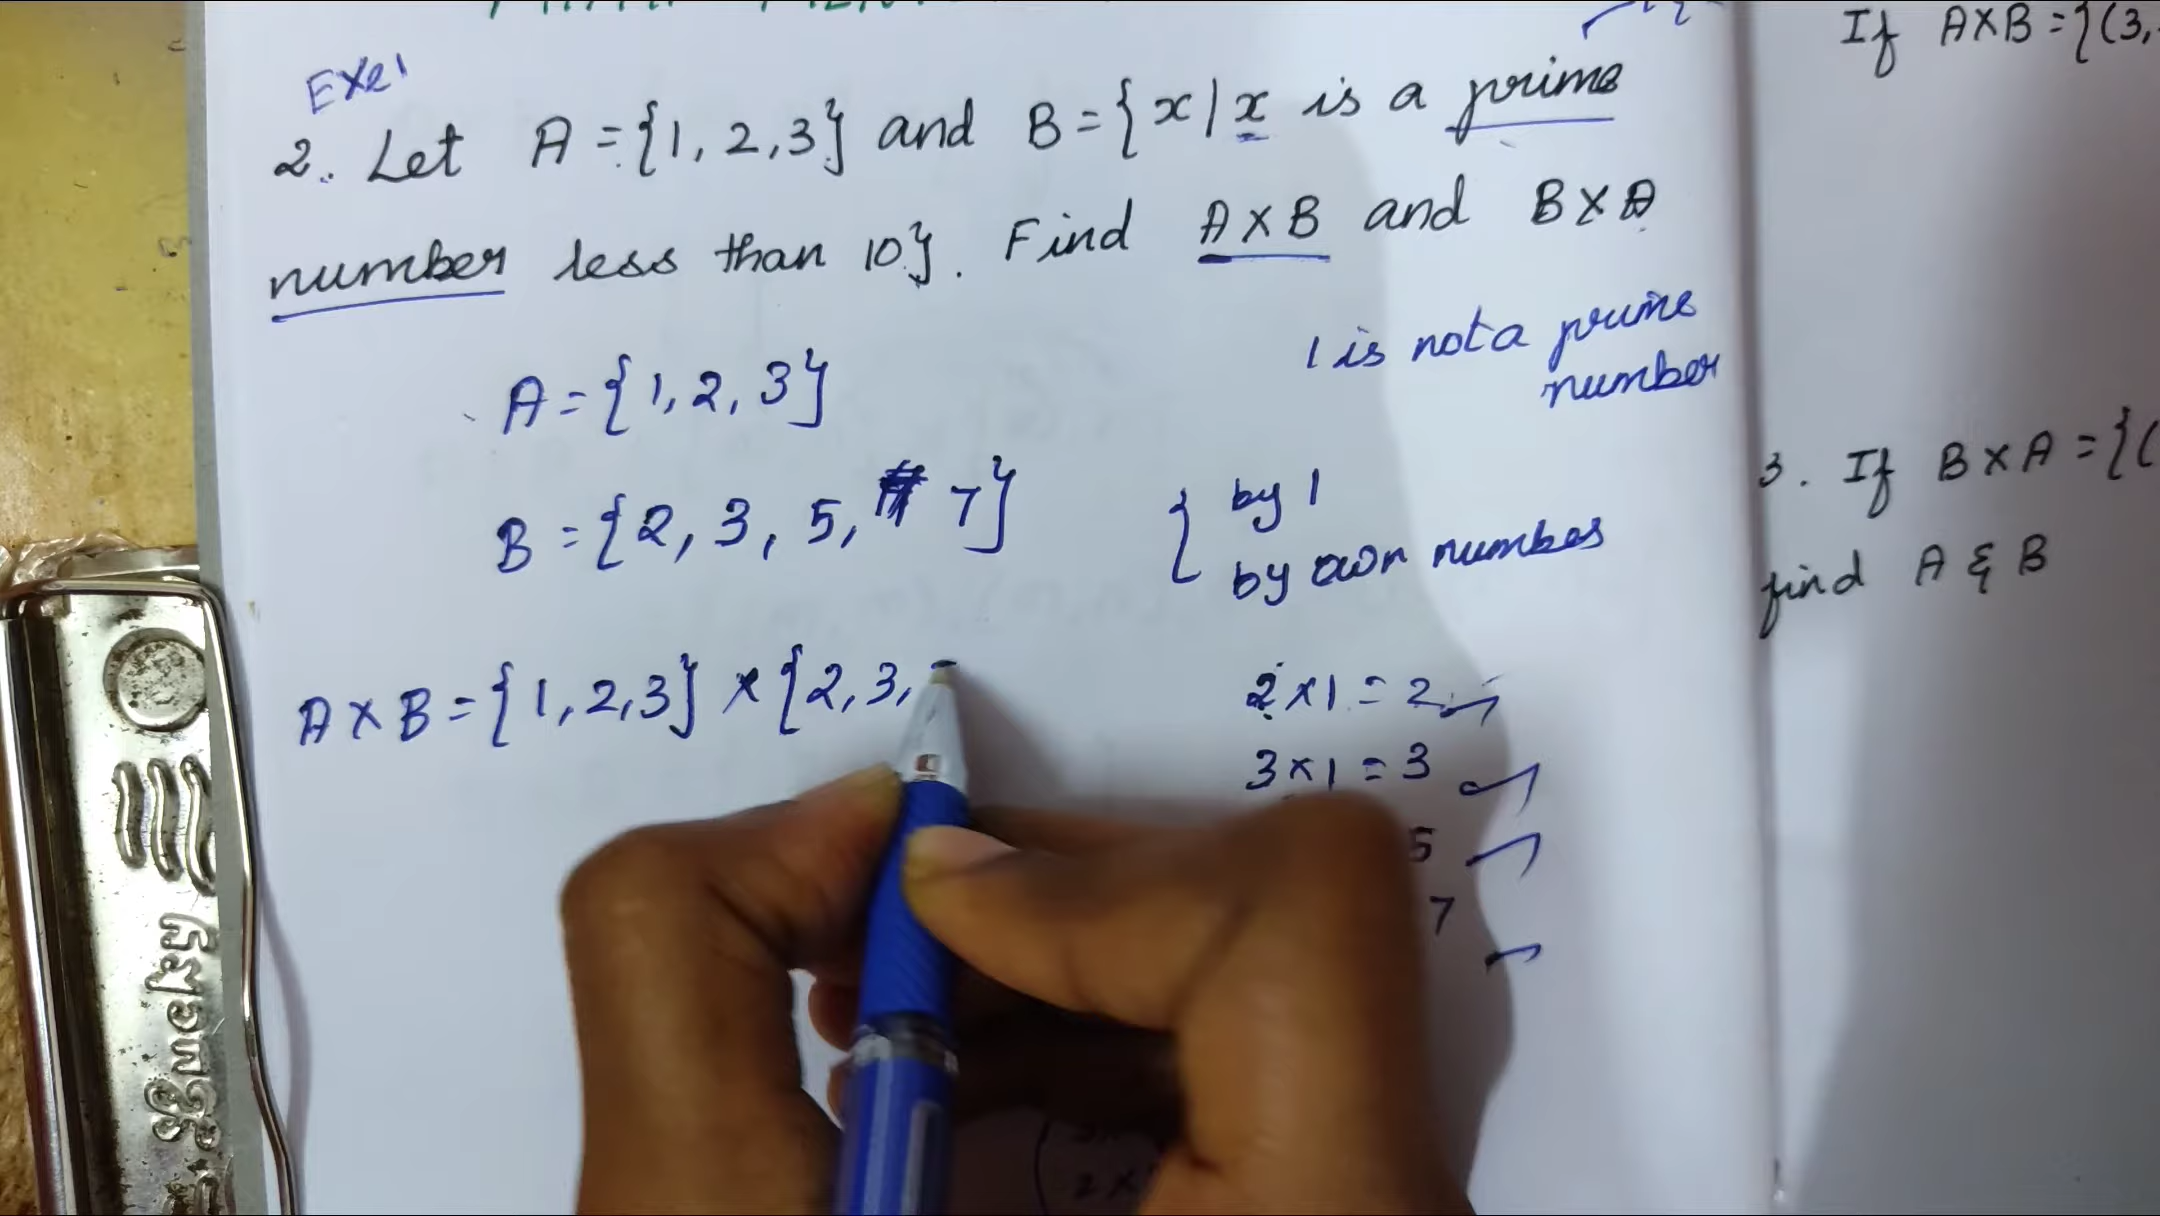 Exe1
2. Let A = {1, 2, 3} and B = {x | x is a prime
number less than 10}. Find A X B and B X A
1 is not a prime
number
A = {1, 2, 3}
B = {2, 3, 5, 7}
{ by 1
by own number
A X B = {1, 2, 3} x {2, 3,
2 x 1 = 2
3 x 1 = 3
5
7
If A X B = {(3,
3. If B X A = {(
find A & B